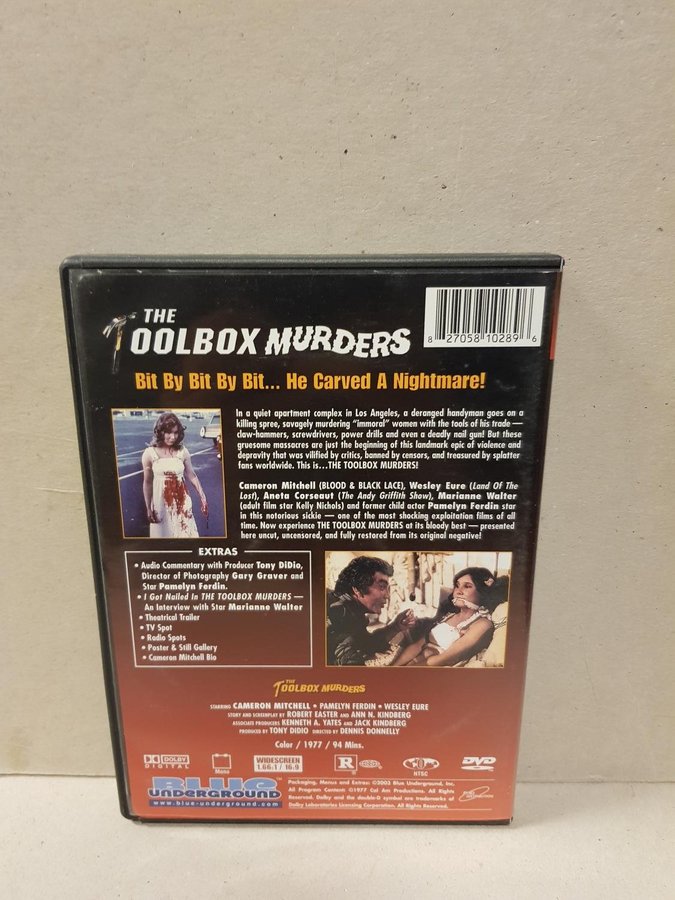 THE
TOOLBOX MURDERS
8 27058 10289 6
Bit By Bit By Bit... He Carved A Nightmare!
In a quiet apartment complex in Los Angeles, a deranged handyman goes on a
killing spree, savagely murdering "immoral" women with the tools of his trade —
claw-hammers, screwdrivers, power drills and even a deadly nail gun! But these
gruesome massacres are just the beginning of this landmark epic of violence and
depravity that was vilified by critics, banned by censors, and treasured by splatter
fans worldwide. This is...THE TOOLBOX MURDERS!
Cameron Mitchell (BLOOD & BLACK LACE), Wesley Eure (Land Of The
Lost), Aneta Corseaut (The Andy Griffith Show), Marianne Walter
(adult film star Kelly Nichols) and former child actor Pamelyn Ferdin star
in this notorious sickie — one of the most shocking exploitation films of all
time. Now experience THE TOOLBOX MURDERS at its bloody best — presented
here uncut, uncensored, and fully restored from its original negative!
EXTRAS
• Audio Commentary with Producer Tony DiDio,
Director of Photography Gary Graver and
Star Pamelyn Ferdin.
• I Got Nailed In THE TOOLBOX MURDERS —
An Interview with Star Marianne Walter
• Theatrical Trailer
• TV Spot
• Radio Spots
• Poster & Still Gallery
• Cameron Mitchell Bio
TOOLBOX MURDERS
STARRING CAMERON MITCHELL • PAMELYN FERDIN • WESLEY EURE
STORY AND SCREENPLAY BY ROBERT EASTER AND ANN N. KINDBERG
ASSOCIATE PRODUCERS KENNETH A. YATES AND JACK KINDBERG
PRODUCED BY TONY DIDIO DIRECTED BY DENNIS DONNELLY
Color / 1977 / 94 Mins.
DOLBY
DIGITAL
Mono
WIDESCREEN
1.66:1 / 16:9
R
NTSC
DVD
BLUE
UNDERGROUND
www.blue-underground.com
Packaging, Menus and Extras: ©2003 Blue Underground, Inc.
All Program Content: ©1977 Cal Am Productions. All Rights
Reserved. Dolby and the double-D symbol are trademarks of
Dolby Laboratories Licensing Corporation. All Rights Reserved.